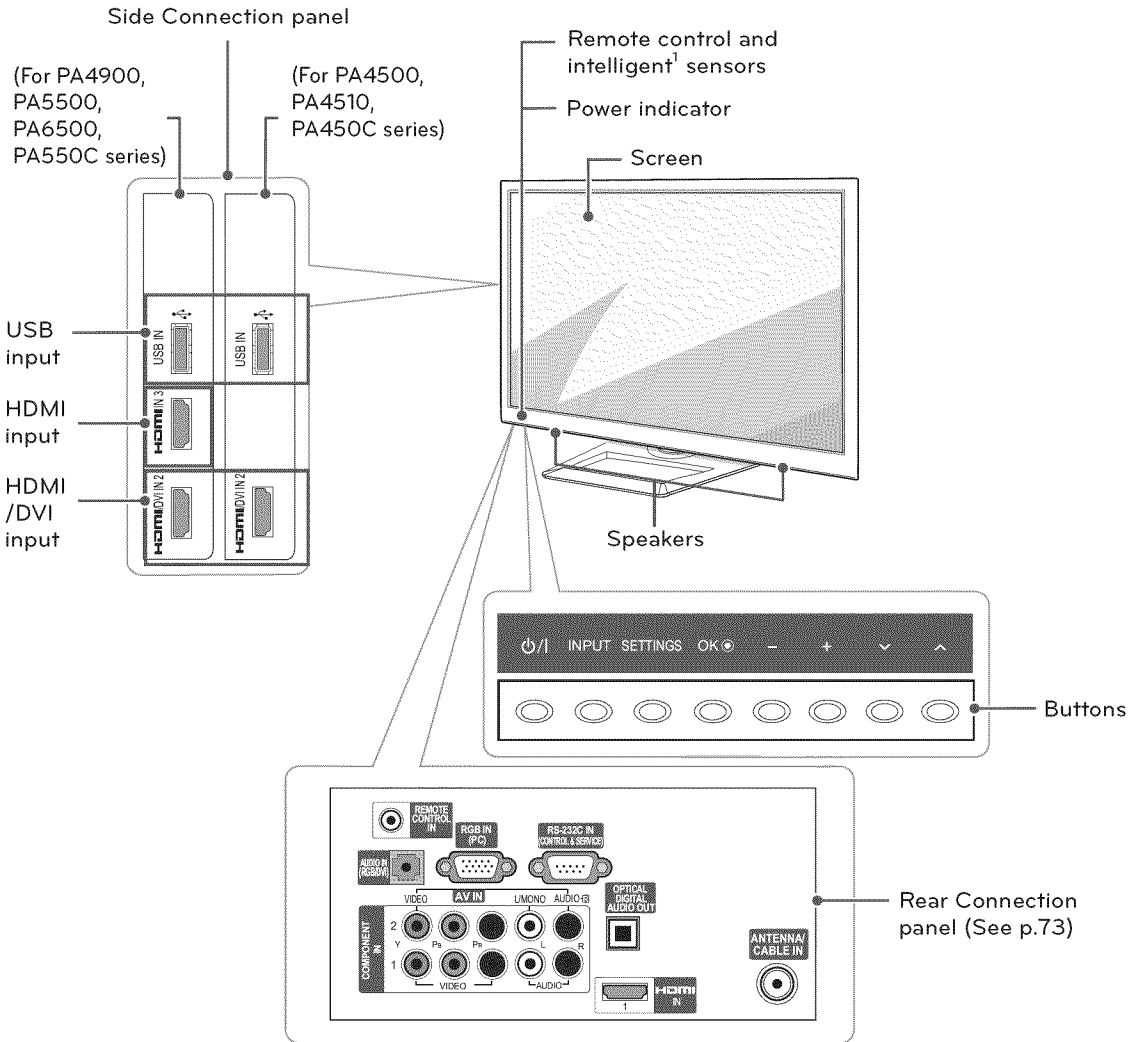 Side Connection panel
(For PA4900,
PA5500,
PA6500,
PA550C series)
(For PA4500,
PA4510,
PA450C series)
Remote control and
intelligent1 sensors
Power indicator
Screen
USB
input
HDMI
input
HDMI
/DVI
input
USB IN
USB IN
HDMI IN 3
HDMI/DVI IN 2
HDMI/DVI IN 2
Speakers
⏻/I INPUT SETTINGS OK - +
Buttons
REMOTE
CONTROL
IN
RGB IN
(PC)
RS-232C IN
(CONTROL & SERVICE)
AUDIO IN
(RGB/DVI)
VIDEO AV IN L/MONO AUDIO R
OPTICAL
DIGITAL
AUDIO OUT
COMPONENT
IN
2
Y PB PR L R
1
VIDEO AUDIO
HDMI
IN
1
ANTENNA/
CABLE IN
Rear Connection
panel (See p.73)